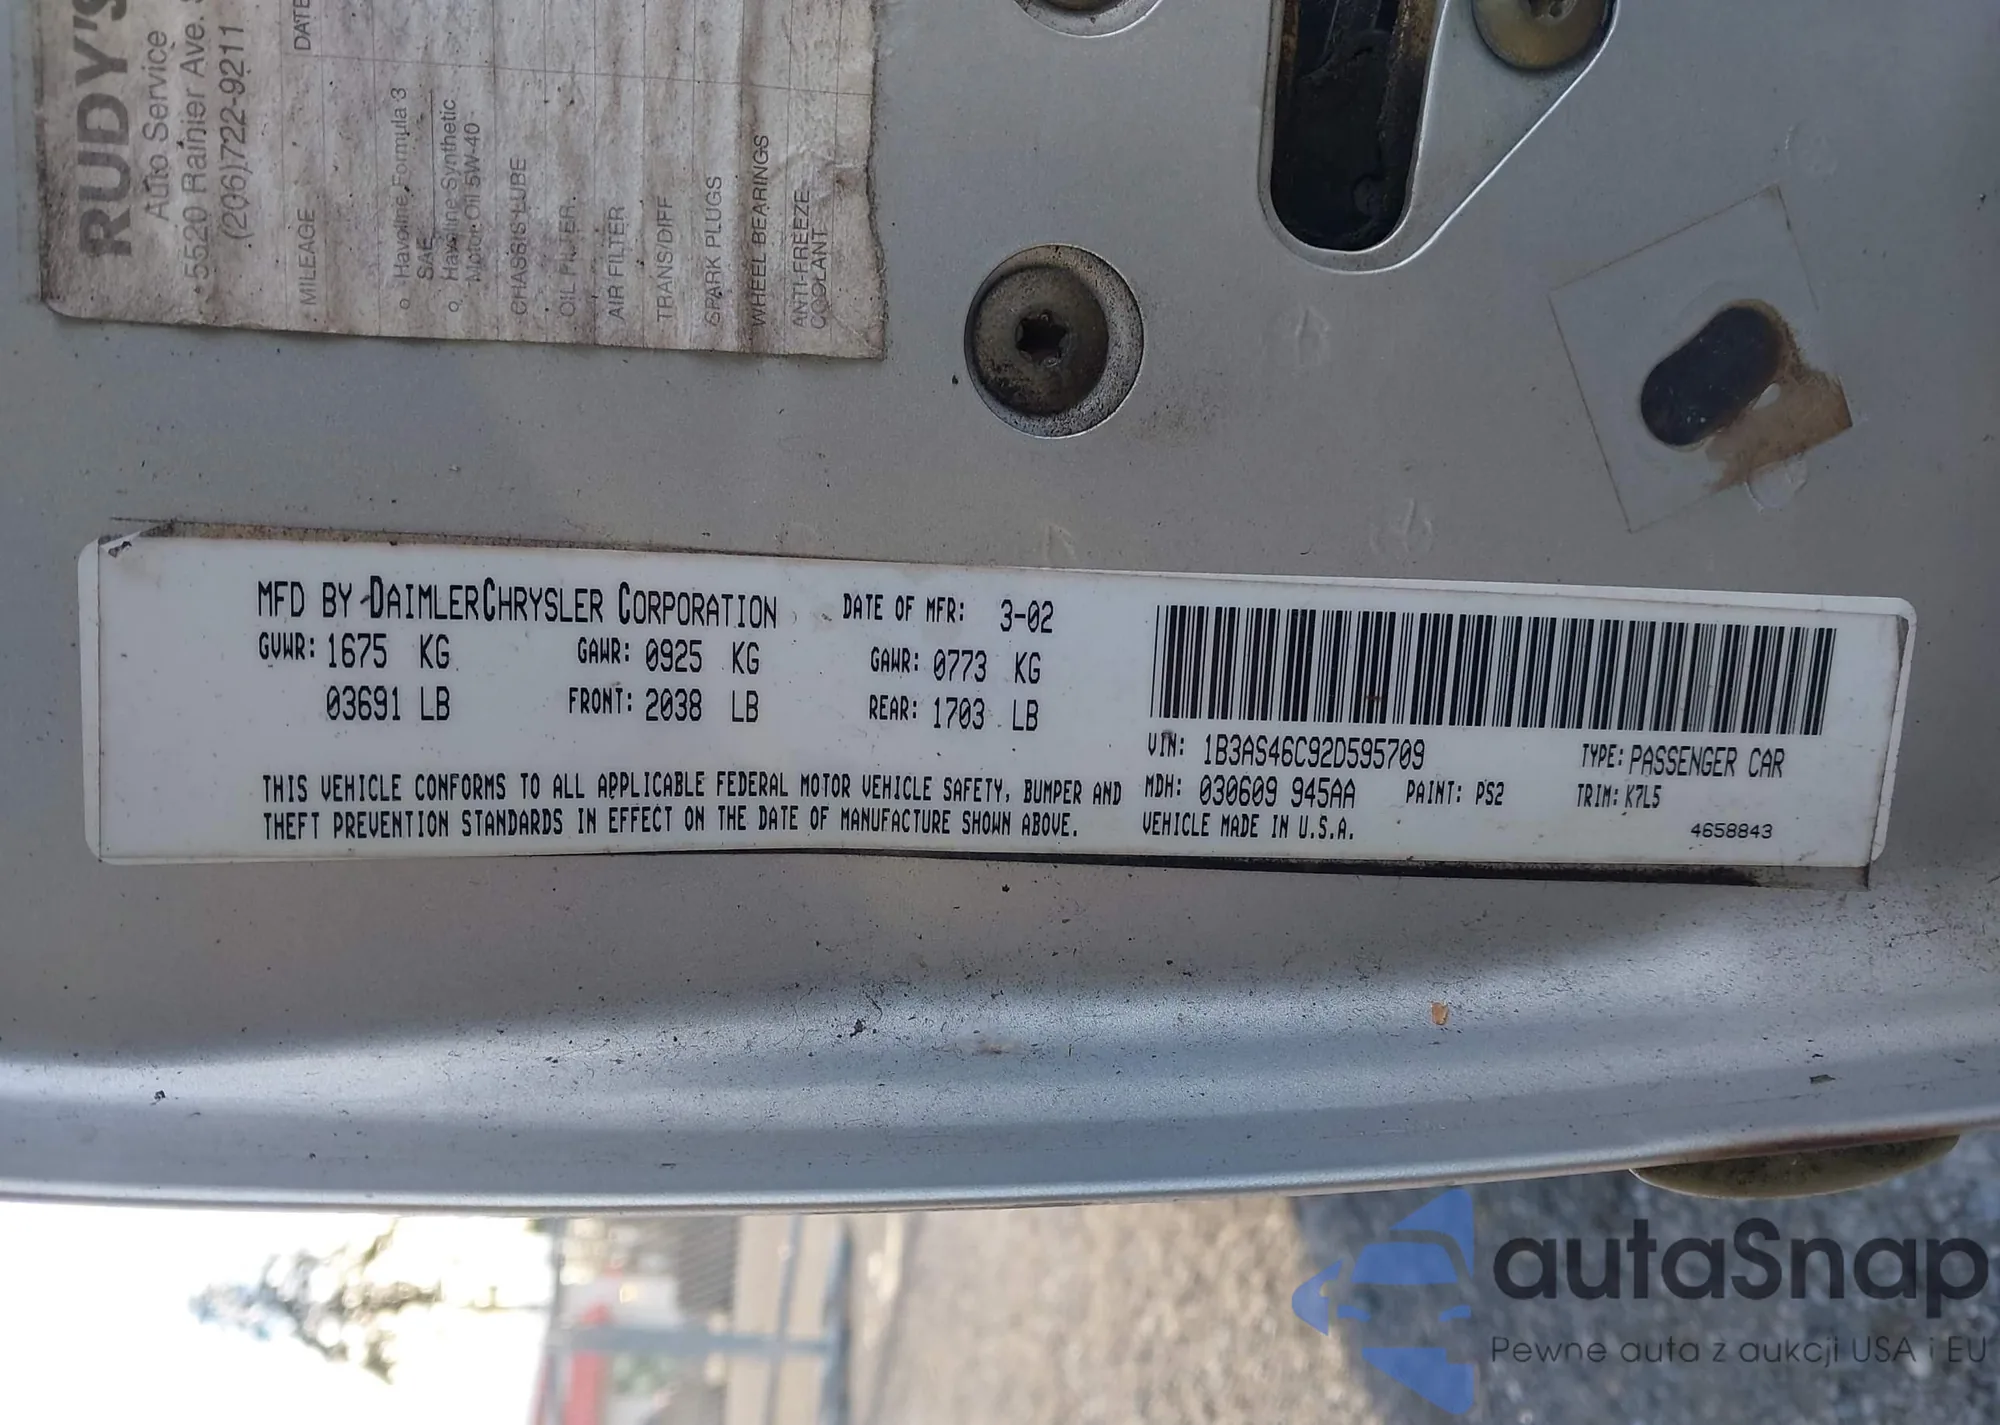 RUDY'S
Auto Service
5520 Rainier Ave. S
(206)722-9211
DATE
MILEAGE
Havoline Formula 3
SAE
Havoline Synthetic
Motor Oil 5W-40
CHASSIS LUBE
OIL FILTER
AIR FILTER
TRANS/DIFF
SPARK PLUGS
WHEEL BEARINGS
ANTI-FREEZE
COOLANT
MFD BY DAIMLERCHRYSLER CORPORATION DATE OF MFR: 3-02
GVWR: 1675 KG GAWR: 0925 KG GAWR: 0773 KG
03691 LB FRONT: 2038 LB REAR: 1703 LB
VIN: 1B3AS46C92D595709 TYPE: PASSENGER CAR
THIS VEHICLE CONFORMS TO ALL APPLICABLE FEDERAL MOTOR VEHICLE SAFETY, BUMPER AND MDH: 030609 945AA PAINT: PS2 TRIM: K7L5
THEFT PREVENTION STANDARDS IN EFFECT ON THE DATE OF MANUFACTURE SHOWN ABOVE. VEHICLE MADE IN U.S.A. 4658843
autaSnap
Pewne auta z aukcji USA i EU